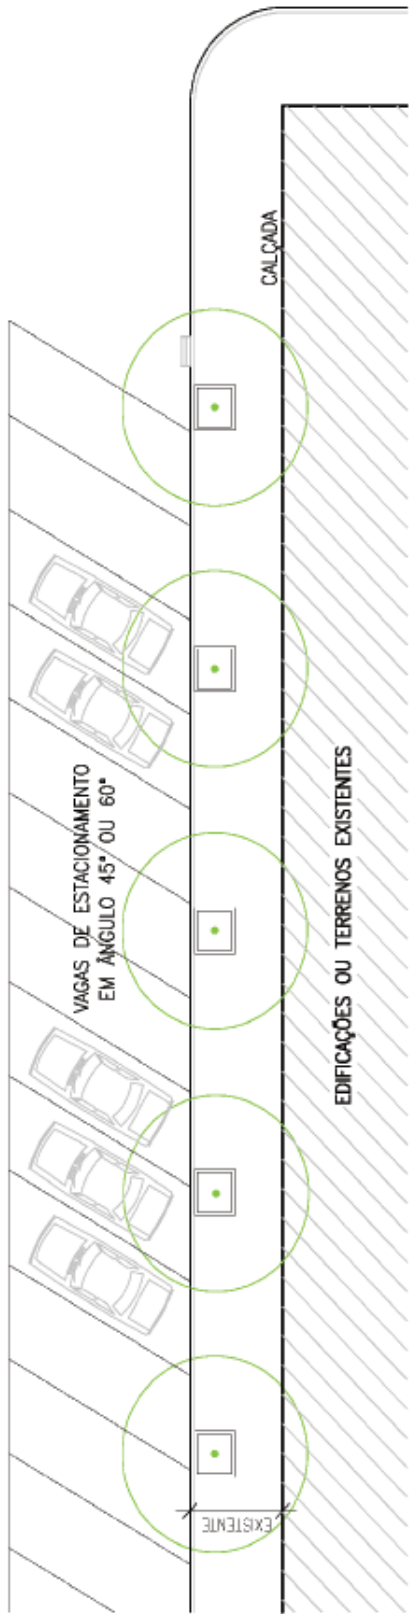 CALÇADA
VAGAS DE ESTACIONAMENTO
EM ÂNGULO 45° OU 60°
EDIFICAÇÕES OU TERRENOS EXISTENTES
EXISTENTE